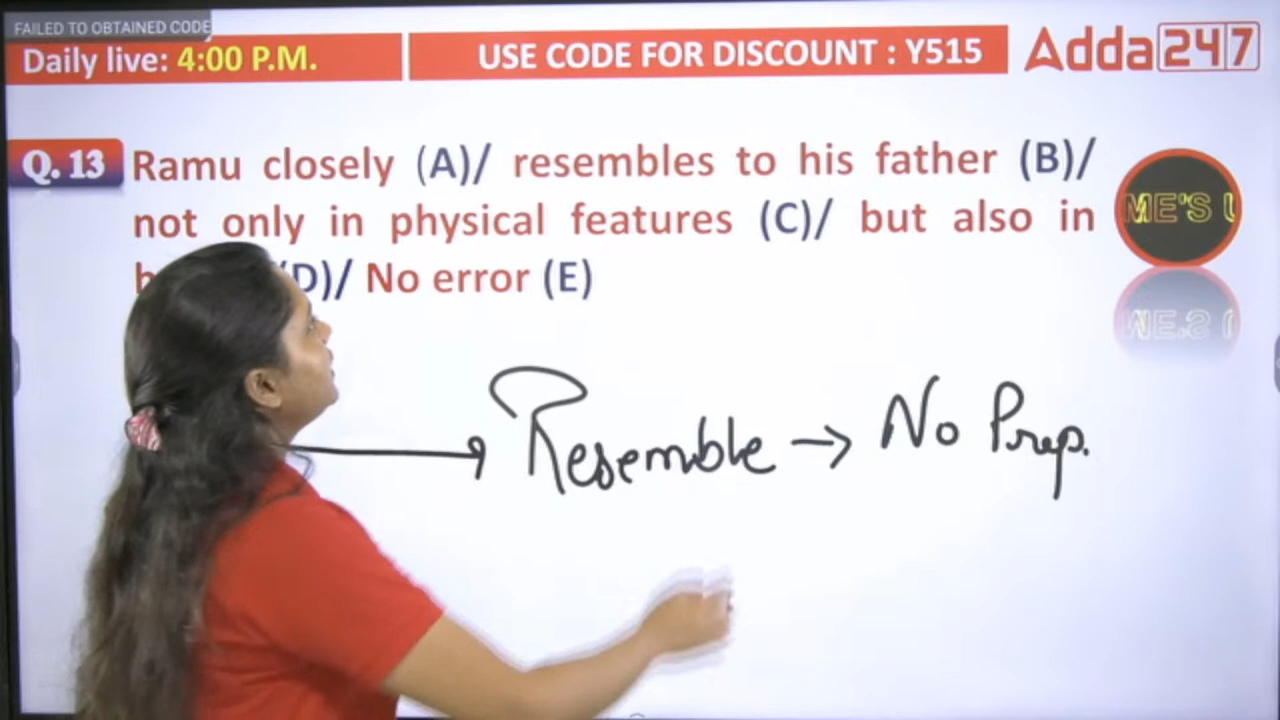 FAILED TO OBTAINED CODE
Daily live: 4:00 P.M.
USE CODE FOR DISCOUNT : Y515
Adda247
Q. 13 Ramu closely (A)/ resembles to his father (B)/
not only in physical features (C)/ but also in
(D)/ No error (E)
ME'S U
Resemble → No Prep.